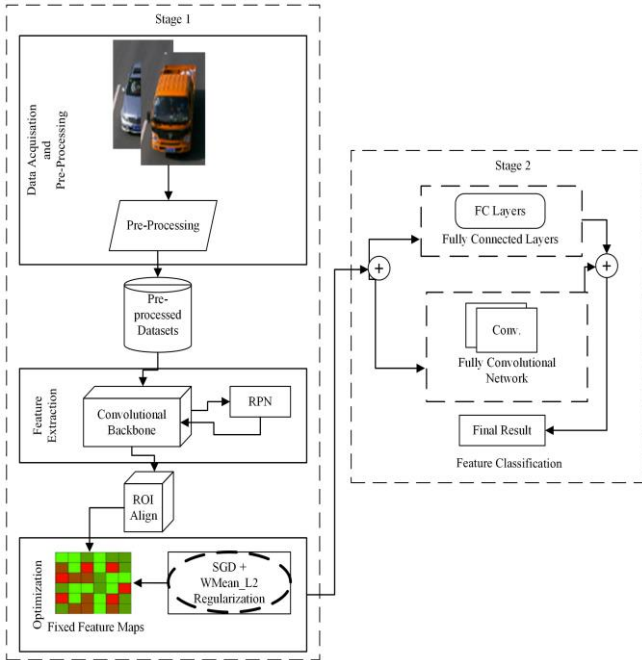 Stage 1
Data Acquisation
and
Pre-Processing
Pre-Processing
Pre-
processed
Datasets
Feature
Extraction
Convolutional
Backbone
RPN
ROI
Align
Optimization
Fixed Feature Maps
SGD +
WMean_L2
Regularization
Stage 2
FC Layers
Fully Connected Layers
+
+
Conv.
Fully Convolutional
Network
Final Result
Feature Classification